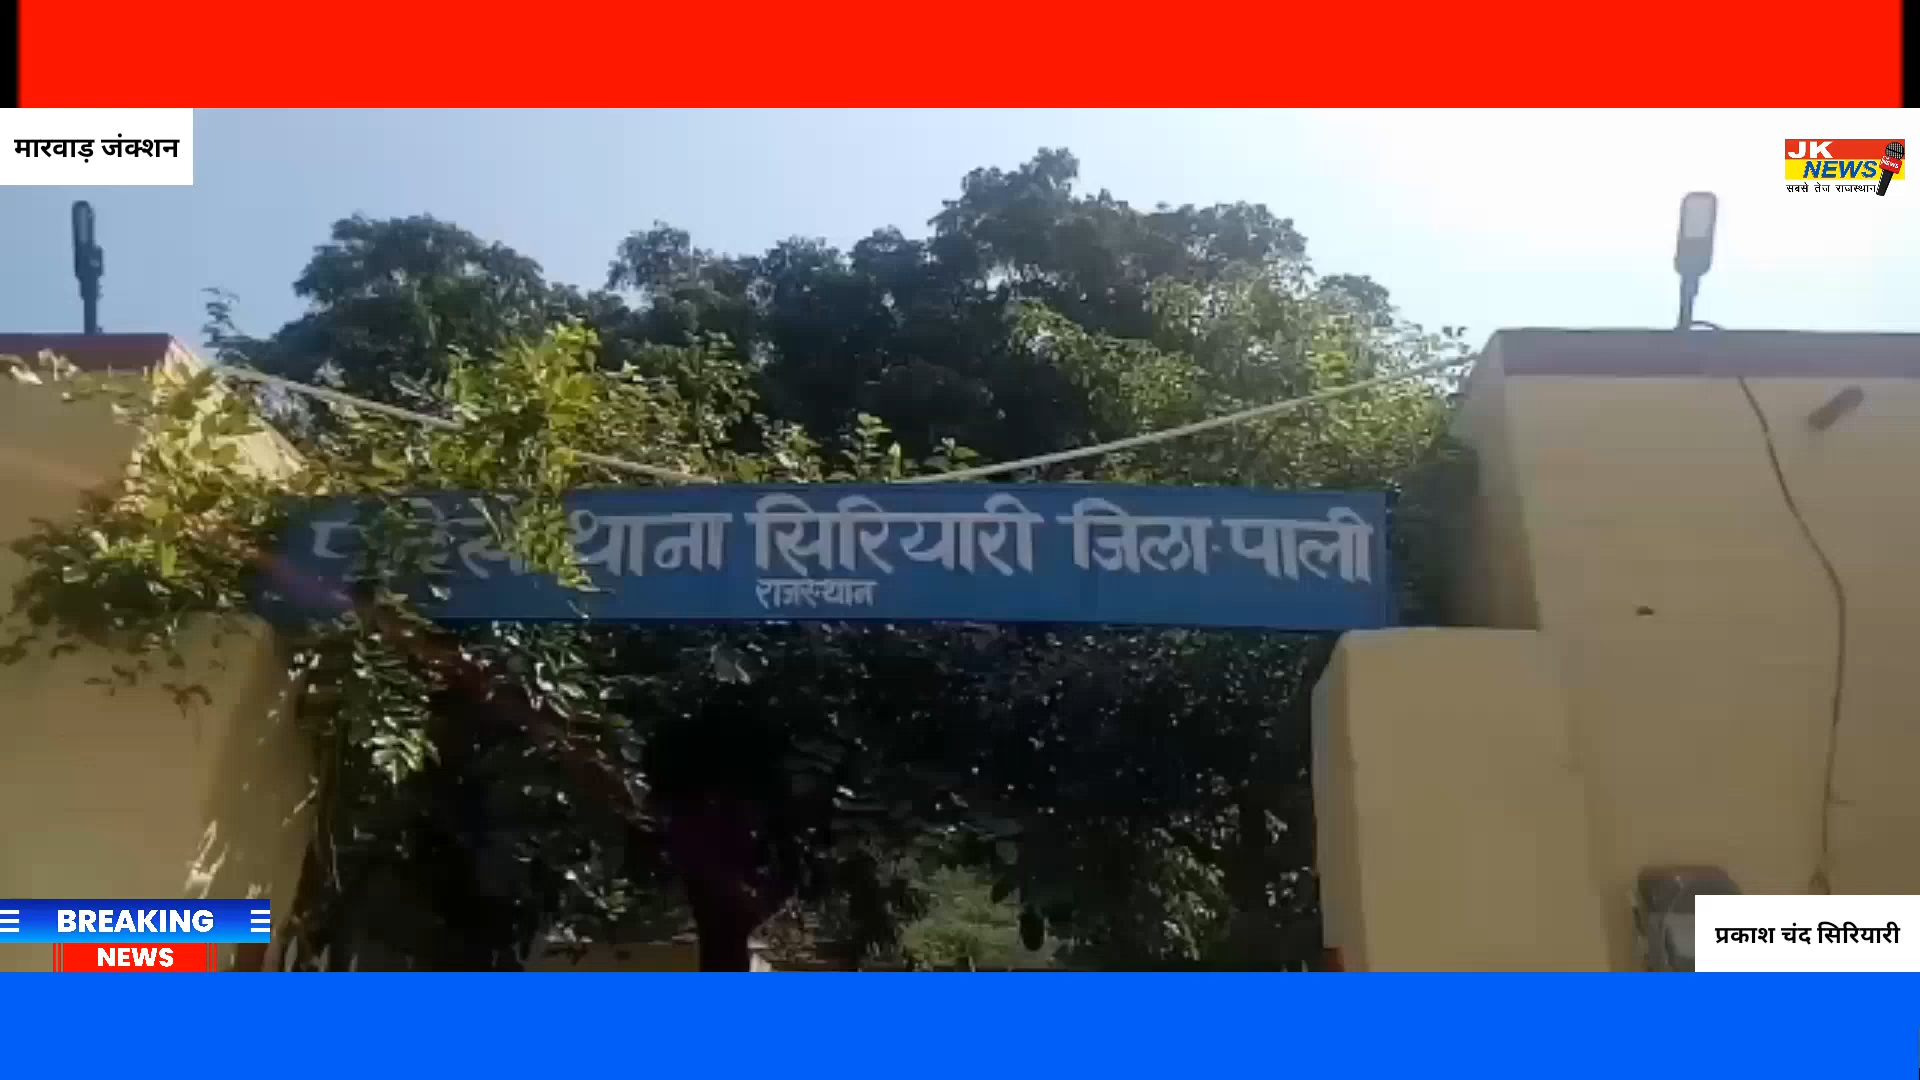 मारवाड़ जंक्शन
JK
NEWS
सबसे तेज राजस्थान
थाना सिरियारी जिला-पाली
राजस्थान
BREAKING
NEWS
प्रकाश चंद सिरियारी